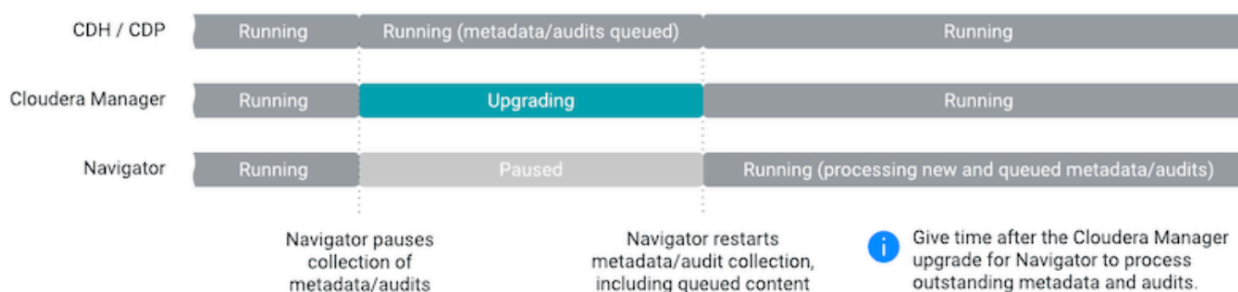 CDH / CDP
Running
Running (metadata/audits queued)
Running
Cloudera Manager
Running
Upgrading
Running
Navigator
Running
Paused
Running (processing new and queued metadata/audits)
Navigator pauses
collection of
metadata/audits
Navigator restarts
metadata/audit collection,
including queued content
i
Give time after the Cloudera Manager
upgrade for Navigator to process
outstanding metadata and audits.